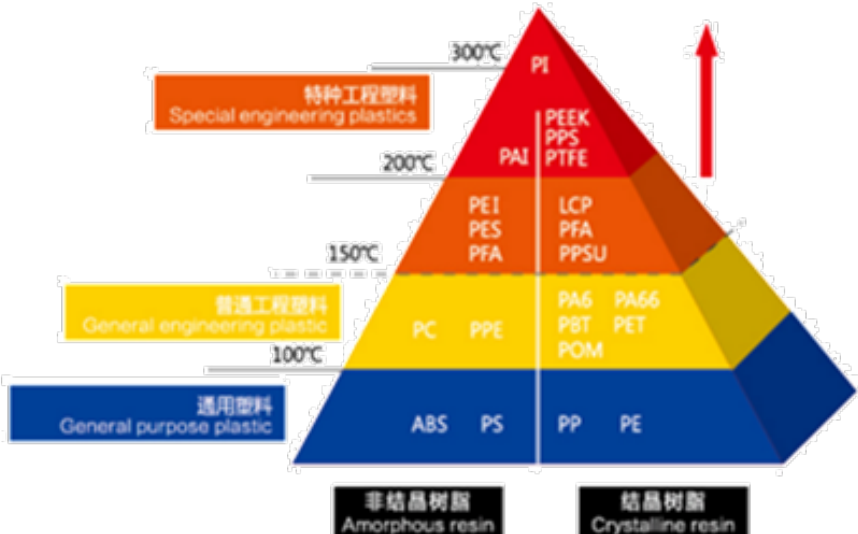 300℃
PI
特种工程塑料
Special engineering plastics
PEEK
PPS
PAI PTFE
200℃
PEI LCP
PES PFA
PFA PPSU
150℃
普通工程塑料
General engineering plastic
PA6 PA66
PC PPE PBT PET
POM
100℃
通用塑料
General purpose plastic
ABS PS PP PE
非结晶树脂 结晶树脂
Amorphous resin Crystalline resin